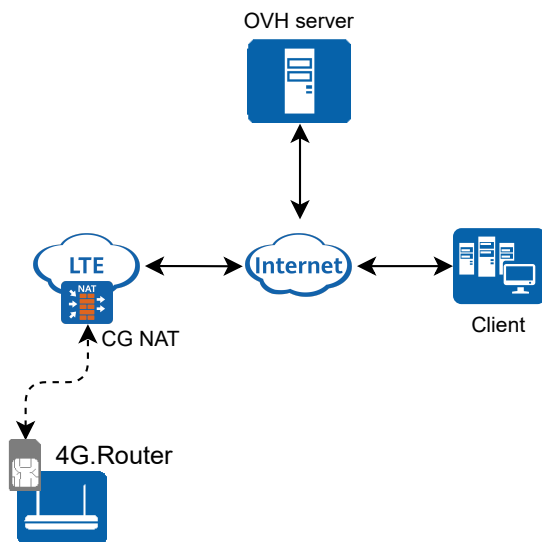 OVH server
LTE
Internet
NAT
CG NAT
Client
4G.Router